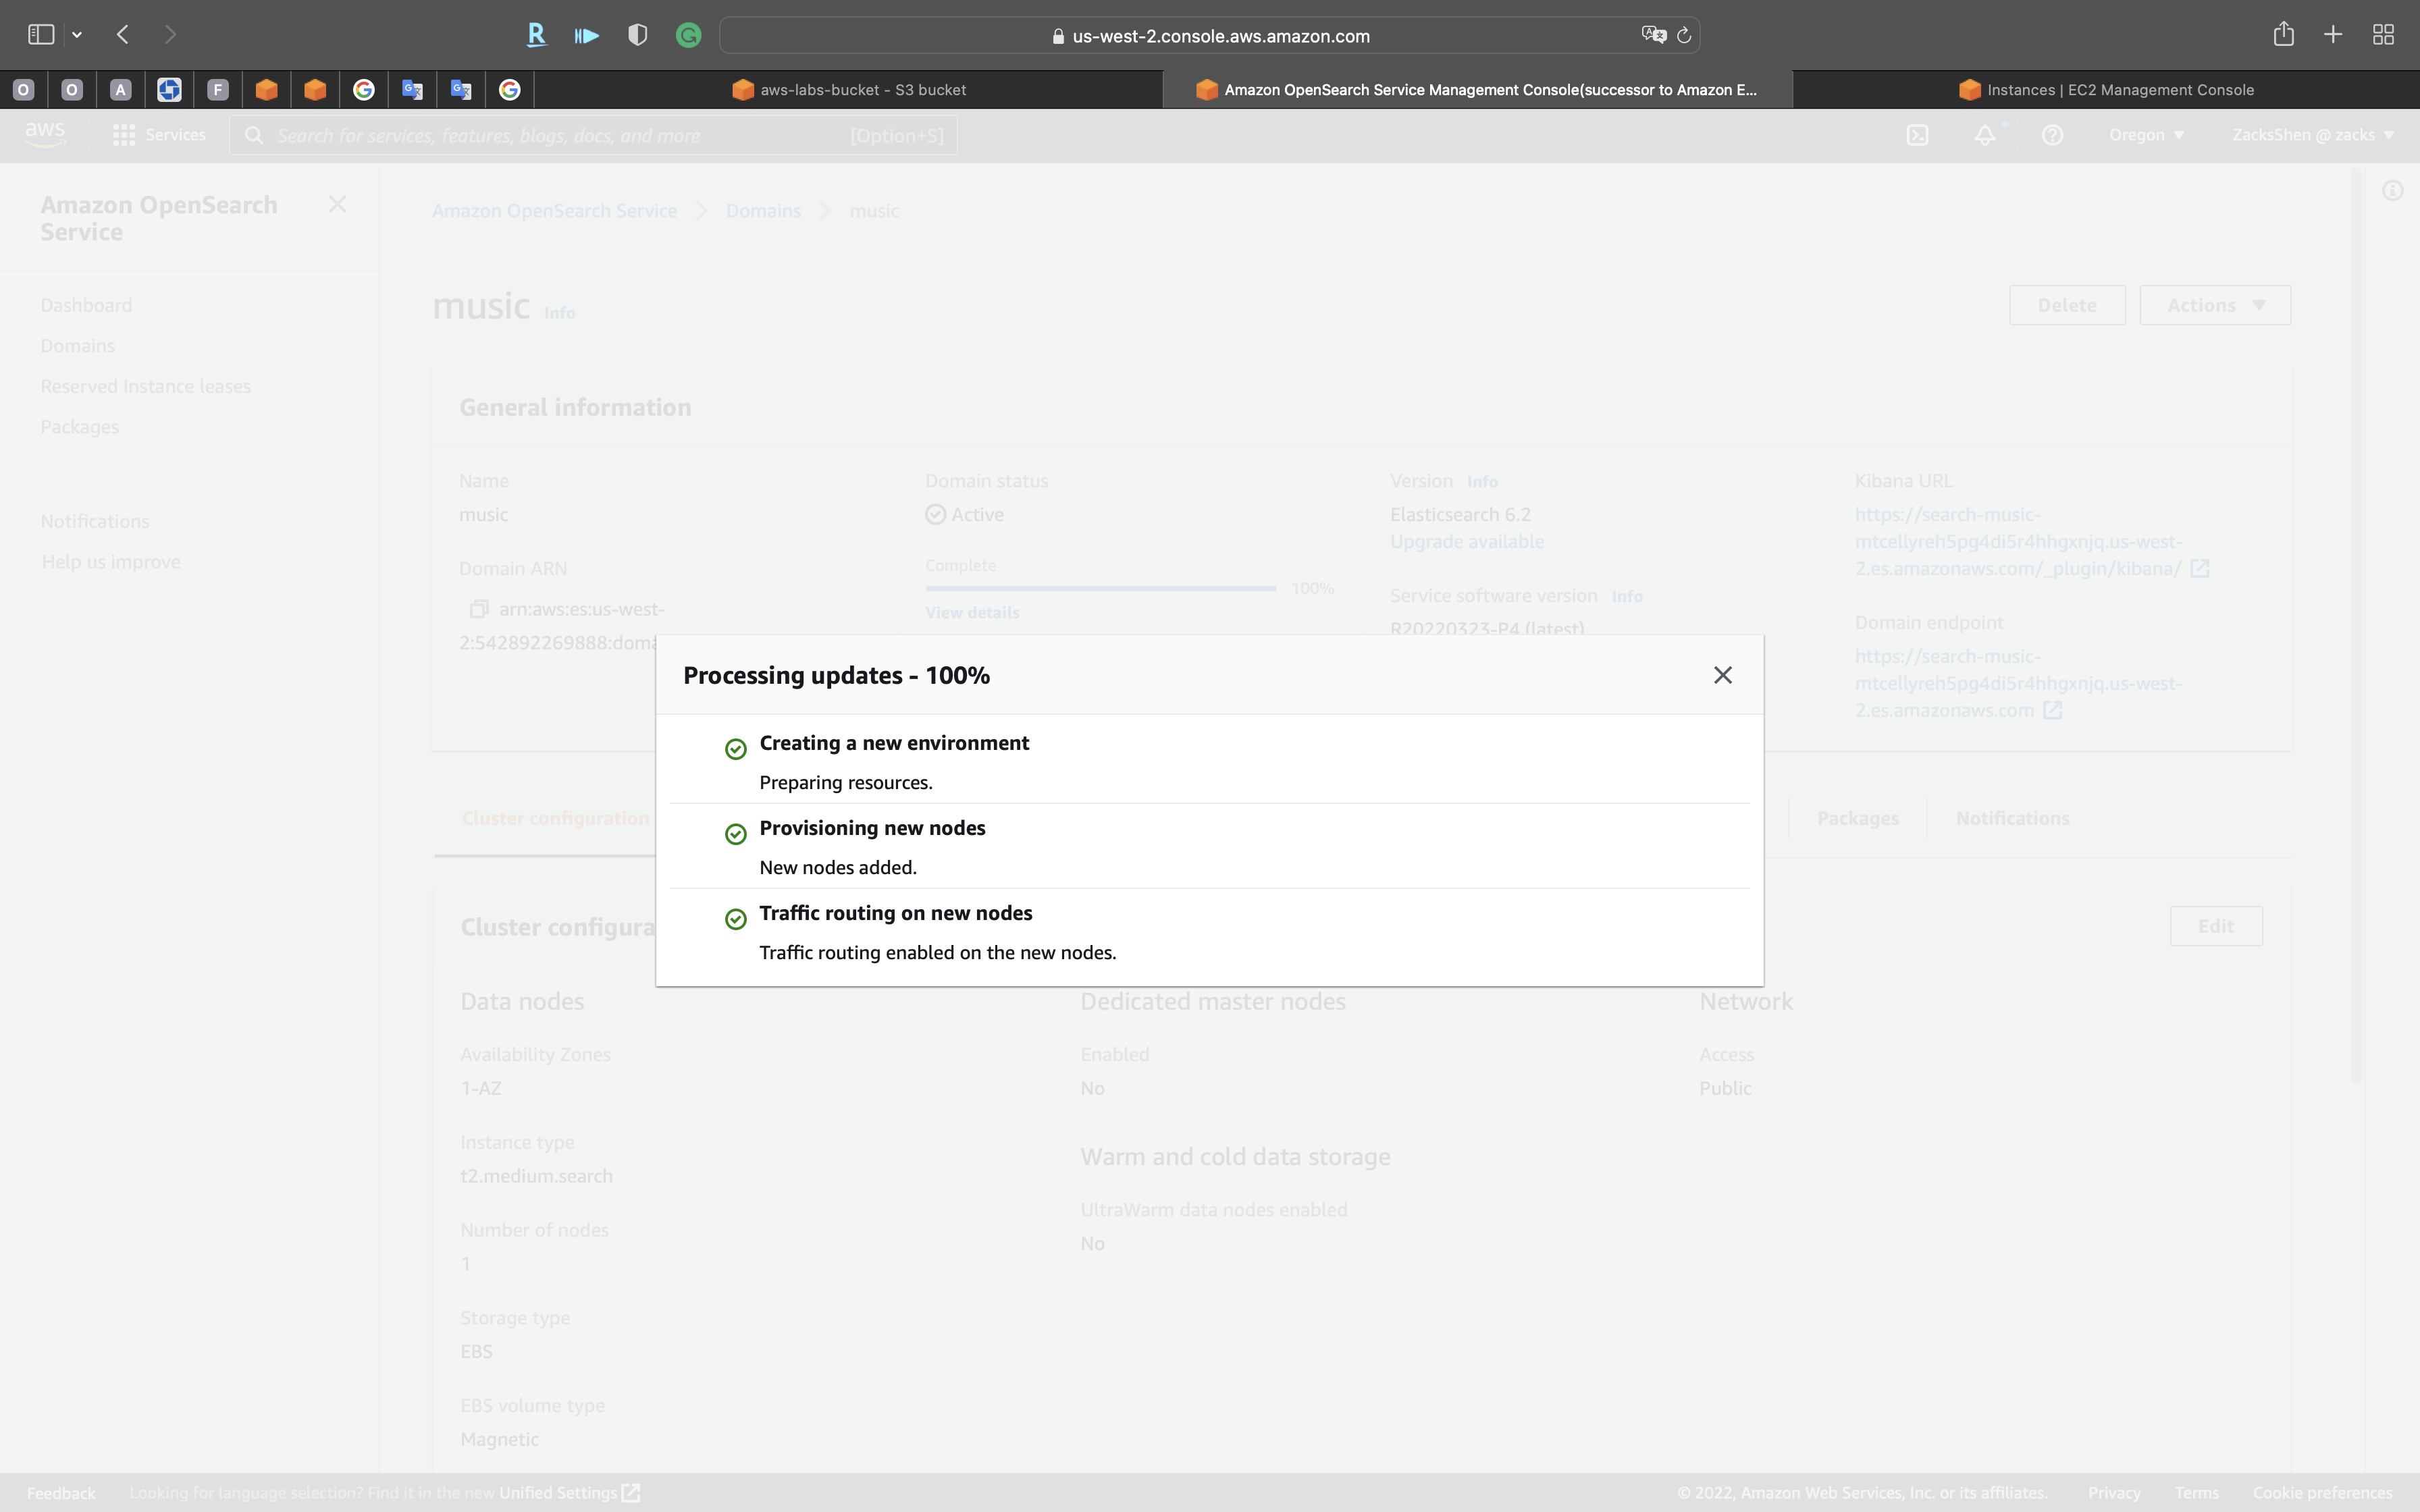 us-west-2.console.aws.amazon.com
O
O
A
F
aws-labs-bucket - S3 bucket
Amazon OpenSearch Service Management Console(successor to Amazon E...
Instances | EC2 Management Console
aws
Services
Search for services, features, blogs, docs, and more
[Option+S]
Oregon
ZacksShen @ zacks
Amazon OpenSearch
Service
Dashboard
Domains
Reserved Instance leases
Packages
Notifications
Help us improve
Amazon OpenSearch Service
Domains
music
music Info
Delete
Actions
General information
Name
music
Domain ARN
arn:aws:es:us-west-
2:542892269888:doma
Domain status
Active
Complete
100%
View details
Version Info
Elasticsearch 6.2
Upgrade available
Service software version Info
R20220323-P4 (latest)
Kibana URL
https://search-music-
mtcellyreh5pg4di5r4hhgxnjq.us-west-
2.es.amazonaws.com/_plugin/kibana/
Domain endpoint
https://search-music-
mtcellyreh5pg4di5r4hhgxnjq.us-west-
2.es.amazonaws.com
Processing updates - 100%
Creating a new environment
Preparing resources.
Provisioning new nodes
New nodes added.
Traffic routing on new nodes
Traffic routing enabled on the new nodes.
Cluster configuration
Packages
Notifications
Cluster configura
Edit
Data nodes
Availability Zones
1-AZ
Instance type
t2.medium.search
Number of nodes
1
Storage type
EBS
EBS volume type
Magnetic
Dedicated master nodes
Enabled
No
Warm and cold data storage
UltraWarm data nodes enabled
No
Network
Access
Public
Feedback
Looking for language selection? Find it in the new Unified Settings
© 2022, Amazon Web Services, Inc. or its affiliates.
Privacy
Terms
Cookie preferences